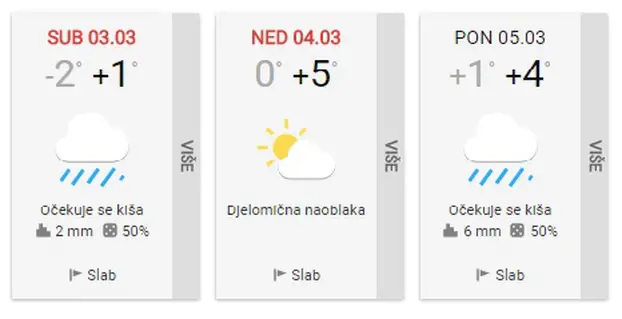 SUB 03.03
-2° +1°
Očekuje se kiša
2 mm 50%
Slab
VIŠE
NED 04.03
0° +5°
Djelomična naoblaka
Slab
VIŠE
PON 05.03
+1° +4°
Očekuje se kiša
6 mm 50%
Slab
VIŠE